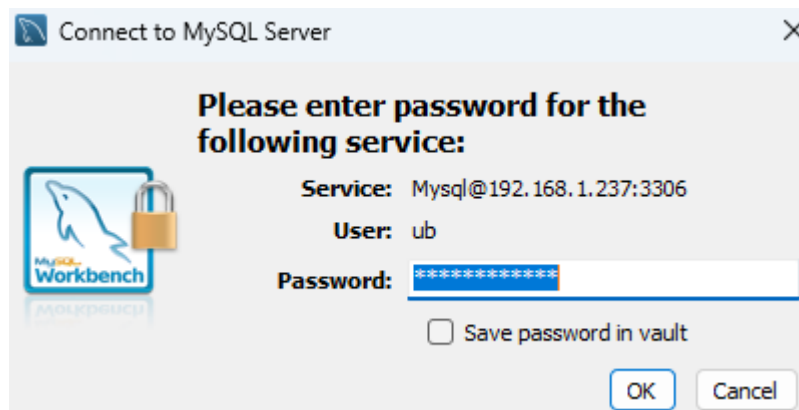 Connect to MySQL Server
Please enter password for the
following service:
Service: Mysql@192.168.1.237:3306
User: ub
Password: ************
Save password in vault
OK Cancel
MySQL
Workbench